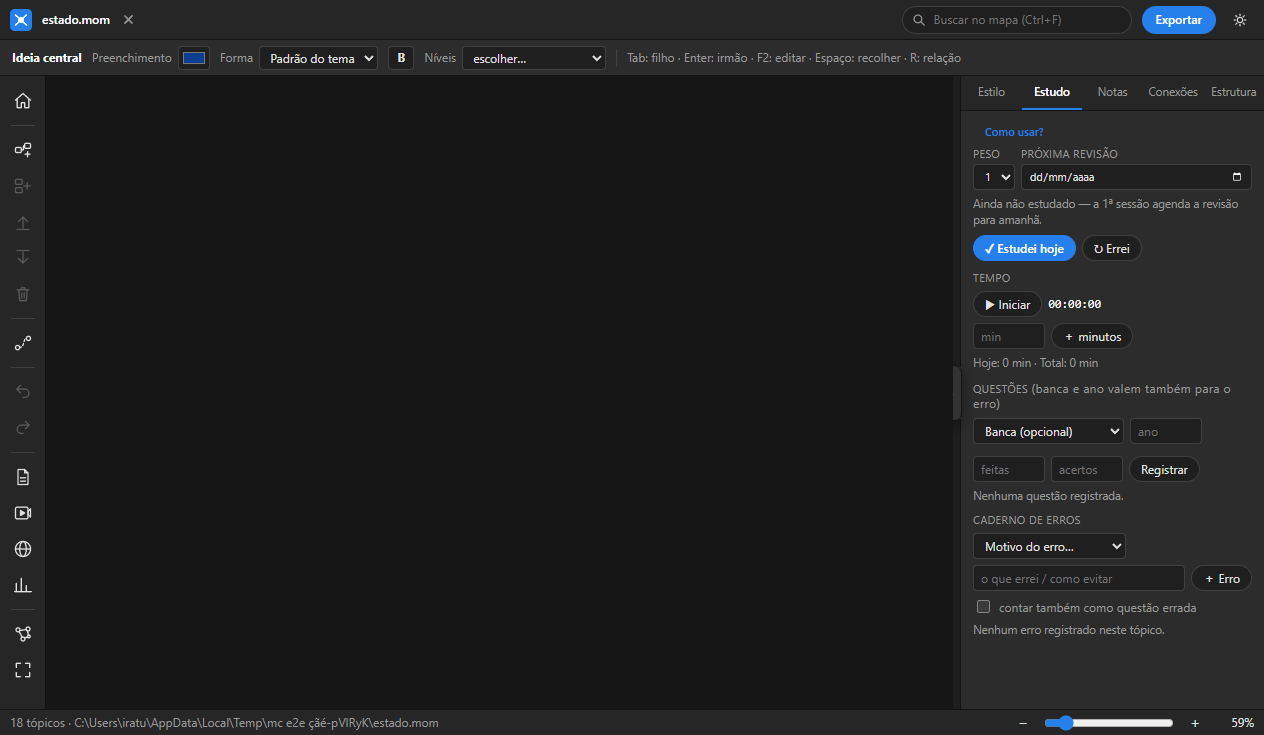 estado.mom
Buscar no mapa (Ctrl+F)
Exportar
Ideia central Preenchimento Forma Padrão do tema B Níveis escolher... Tab: filho · Enter: irmão · F2: editar · Espaço: recolher · R: relação
Estilo Estudo Notas Conexões Estrutura
Como usar?
PESO PRÓXIMA REVISÃO
1 dd/mm/aaaa
Ainda não estudado — a 1ª sessão agenda a revisão
para amanhã.
✓ Estudei hoje ↻ Errei
TEMPO
▶ Iniciar 00:00:00
min + minutos
Hoje: 0 min · Total: 0 min
QUESTÕES (banca e ano valem também para o
erro)
Banca (opcional) ano
feitas acertos Registrar
Nenhuma questão registrada.
CADERNO DE ERROS
Motivo do erro...
o que errei / como evitar + Erro
contar também como questão errada
Nenhum erro registrado neste tópico.
18 tópicos · C:\Users\iratu\AppData\Local\Temp\mc e2e çãé-pVlRyK\estado.mom
− + 59%